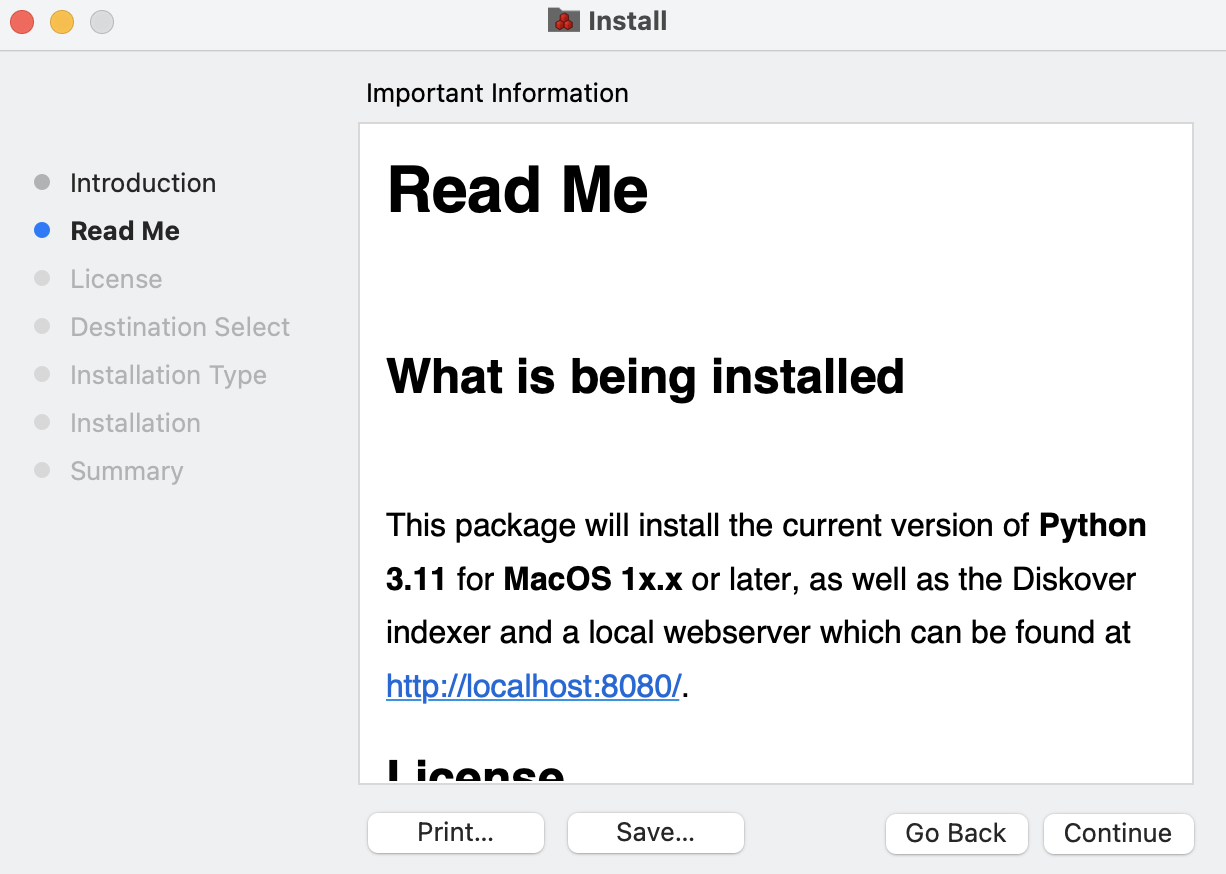 Install
Important Information
Introduction
Read Me
License
Destination Select
Installation Type
Installation
Summary
Read Me
What is being installed
This package will install the current version of Python
3.11 for MacOS 1x.x or later, as well as the Diskover
indexer and a local webserver which can be found at
http://localhost:8080/.
License
Print...
Save...
Go Back
Continue